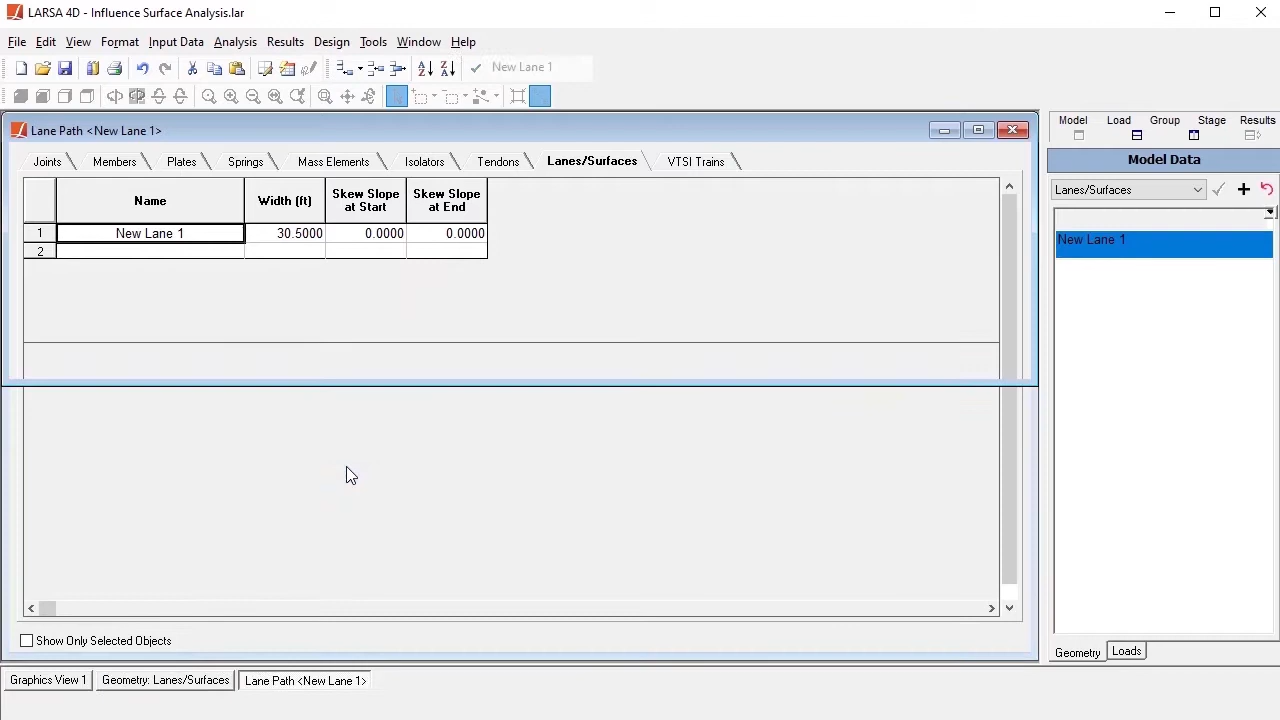 LARSA 4D - Influence Surface Analysis.lar
File Edit View Format Input Data Analysis Results Design Tools Window Help
New Lane 1
Model Load Group Stage Results
Lane Path <New Lane 1>
Joints Members Plates Springs Mass Elements Isolators Tendons Lanes/Surfaces VTSI Trains
Model Data
Lanes/Surfaces
Name Width (ft) Skew Slope at Start Skew Slope at End
1 New Lane 1 30.5000 0.0000 0.0000
2
New Lane 1
Show Only Selected Objects
Geometry Loads
Graphics View 1 Geometry: Lanes/Surfaces Lane Path <New Lane 1>